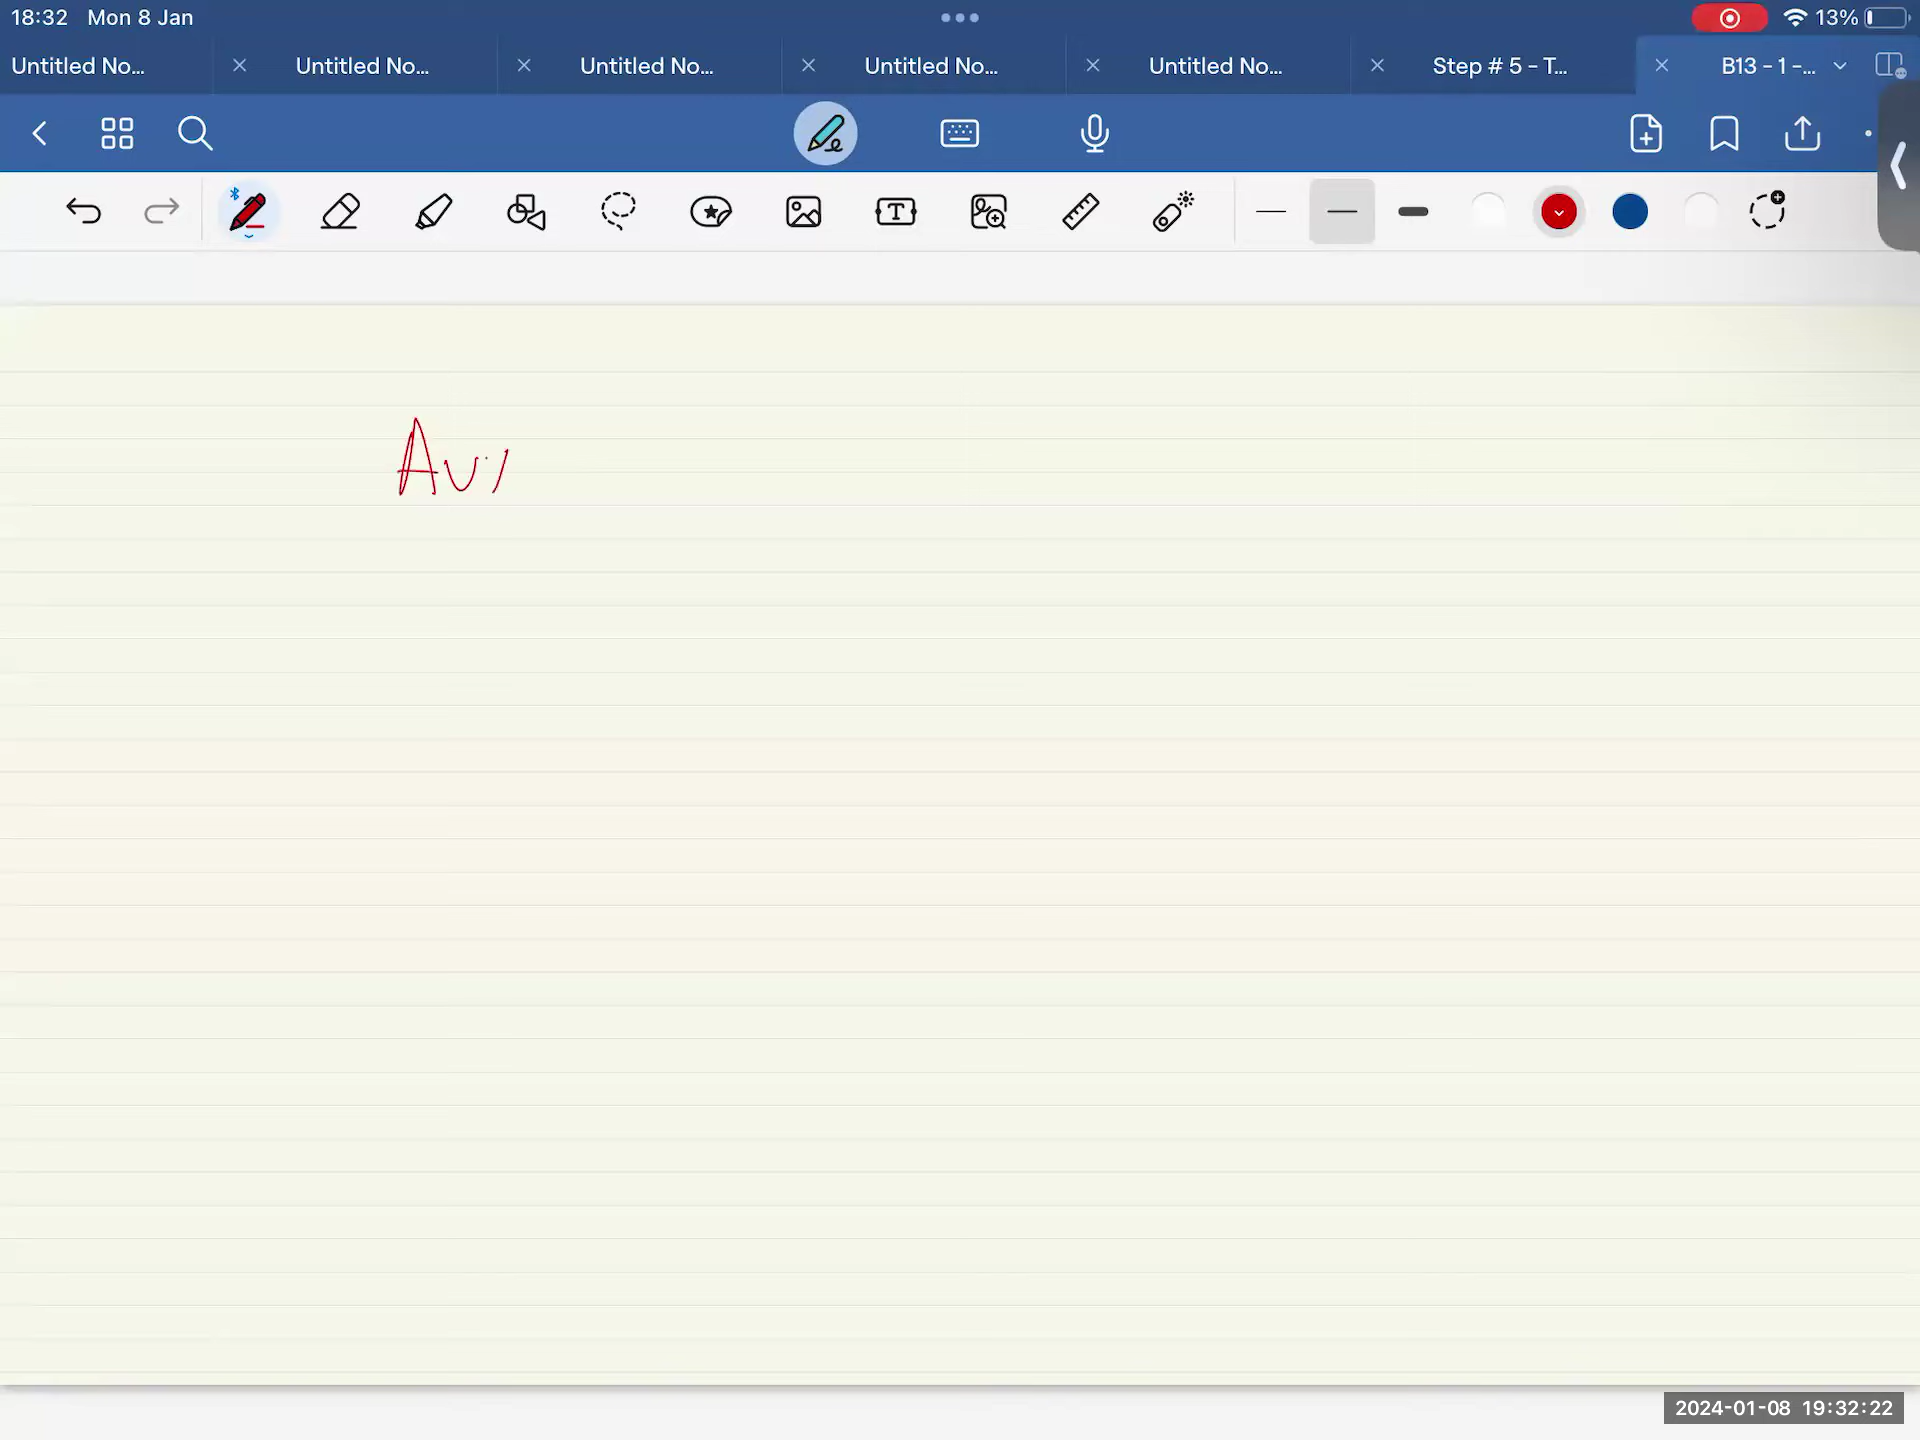 18:32 Mon 8 Jan 13%
Untitled No... Untitled No... Untitled No... Untitled No... Untitled No... Step # 5 - T... B13 - 1 -...
2024-01-08 19:32:22